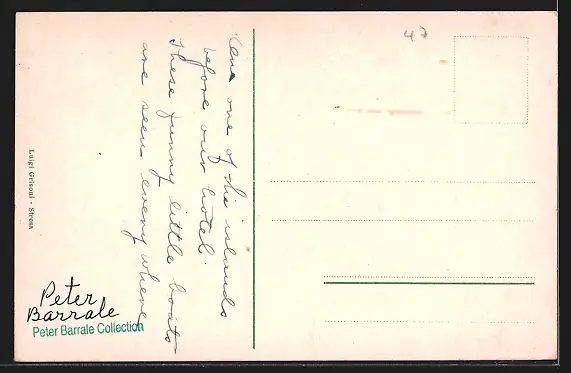 one of the islands
before our hotel.
these funny little boats
are seen every where
47
Luigi Grisoni - Stresa
Peter
Barrale
Peter Barrale Collection